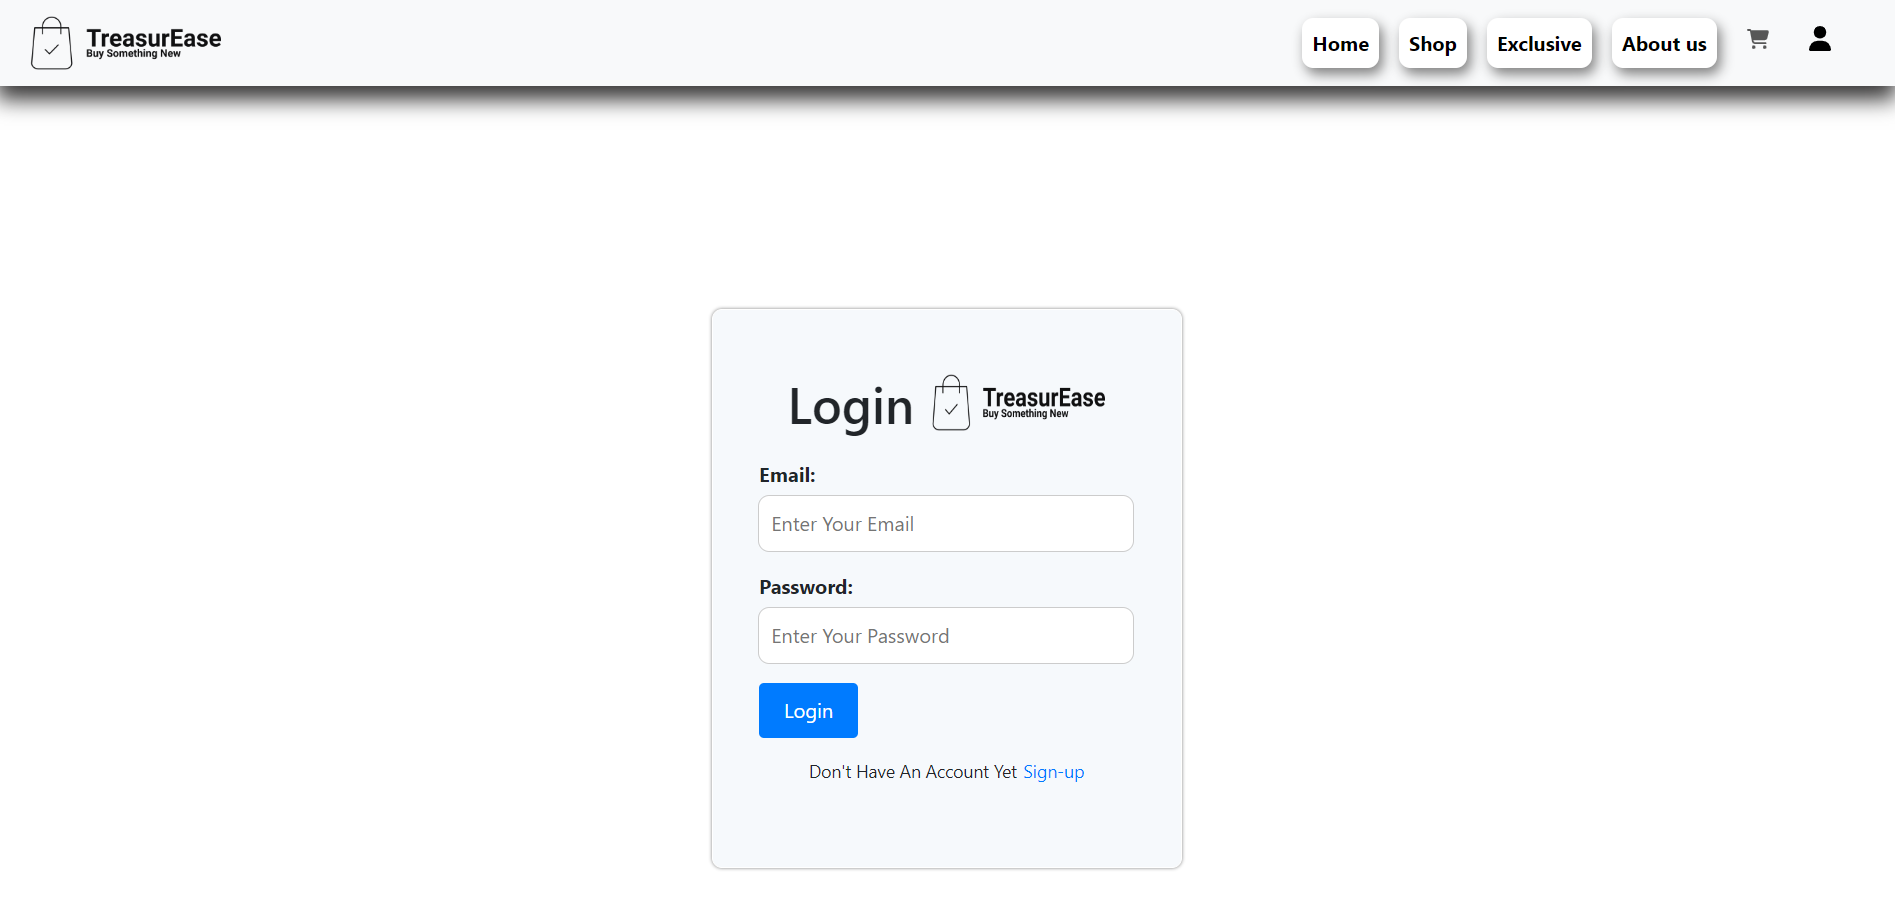 TreasurEase
Buy Something New
Home
Shop
Exclusive
About us
Login
TreasurEase
Buy Something New
Email:
Enter Your Email
Password:
Enter Your Password
Login
Don't Have An Account Yet Sign-up